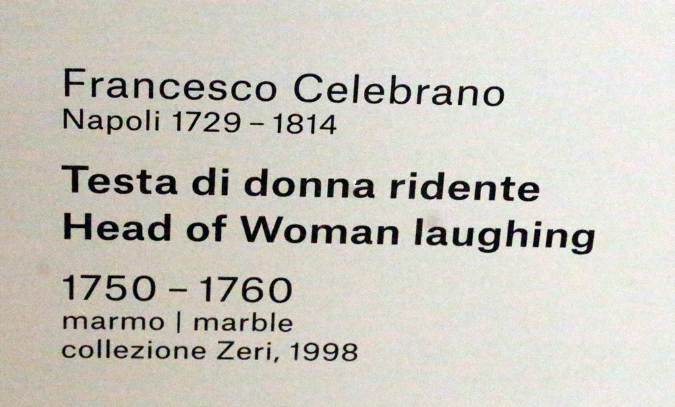 Francesco Celebrano
Napoli 1729 – 1814
Testa di donna ridente
Head of Woman laughing
1750 – 1760
marmo | marble
collezione Zeri, 1998